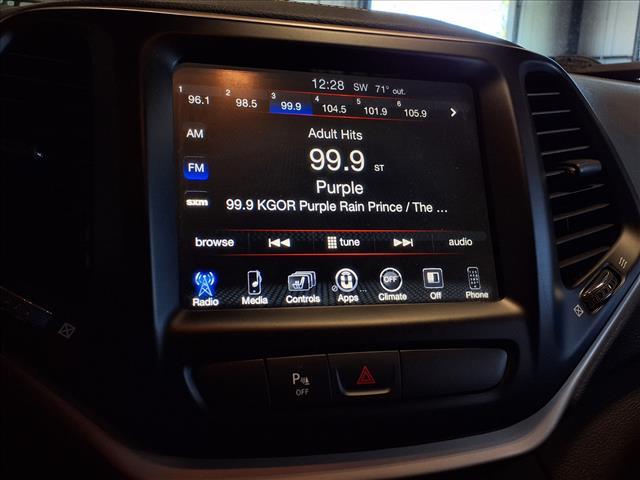 12:28 SW 71° out.
1 96.1 2 98.5 3 99.9 4 104.5 5 101.9 6 105.9
AM
Adult Hits
FM
99.9 ST
Purple
sxm
99.9 KGOR Purple Rain Prince / The ...
browse tune audio
OFF
Radio Media Controls Apps Climate Off Phone
P
OFF